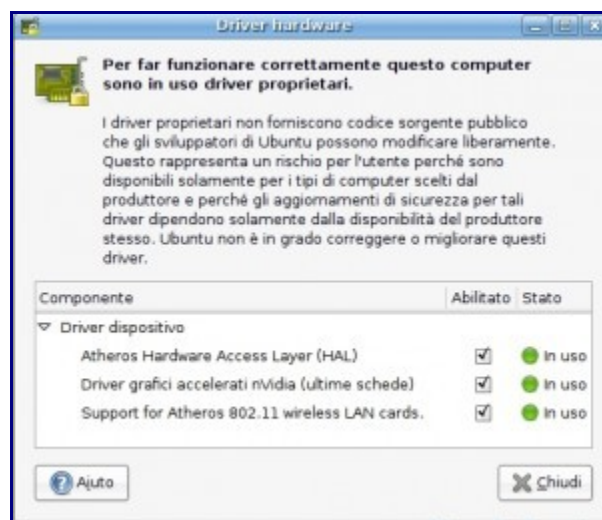 Driver hardware
Per far funzionare correttamente questo computer
sono in uso driver proprietari.
I driver proprietari non forniscono codice sorgente pubblico
che gli sviluppatori di Ubuntu possono modificare liberamente.
Questo rappresenta un rischio per l'utente perché sono
disponibili solamente per i tipi di computer scelti dal
produttore e perché gli aggiornamenti di sicurezza per tali
driver dipendono solamente dalla disponibilità del produttore
stesso. Ubuntu non è in grado correggere o migliorare questi
driver.
Componente Abilitato Stato
Driver dispositivo
Atheros Hardware Access Layer (HAL) In uso
Driver grafici accelerati nVidia (ultime schede) In uso
Support for Atheros 802.11 wireless LAN cards. In uso
Aiuto Chiudi